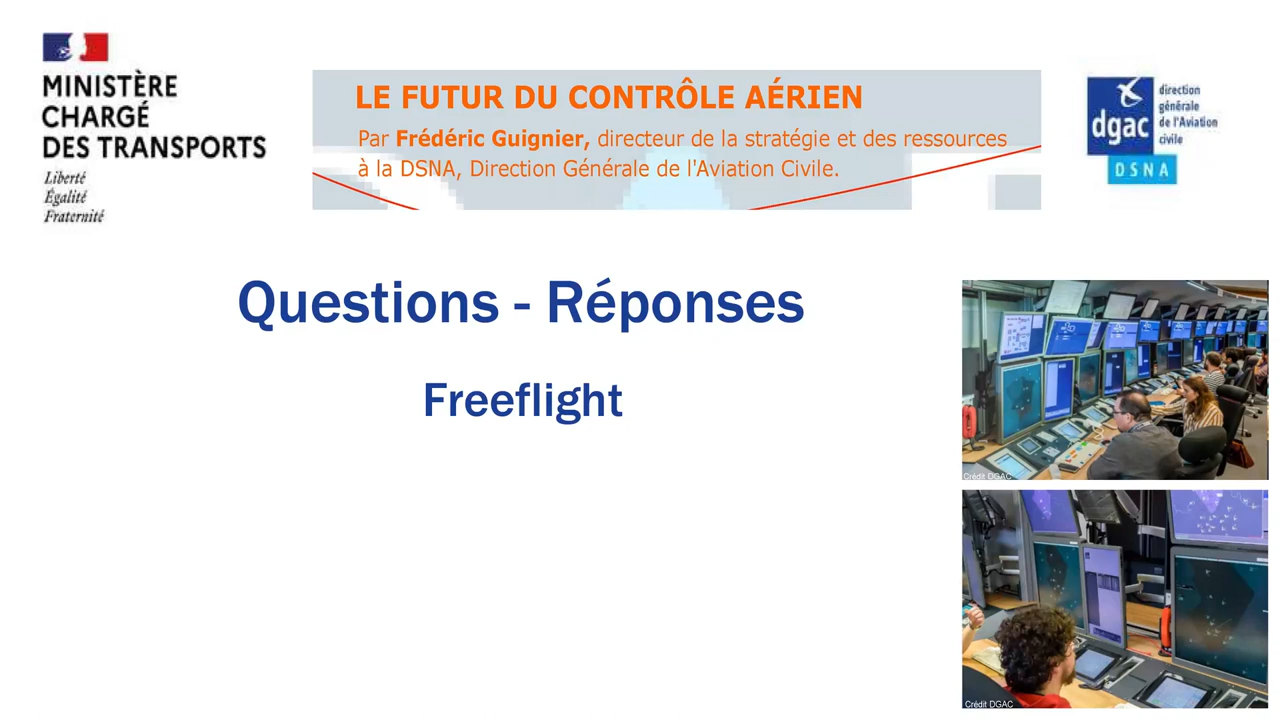 MINISTÈRE
CHARGÉ
DES TRANSPORTS
Liberté
Égalité
Fraternité
LE FUTUR DU CONTRÔLE AÉRIEN
Par Frédéric Guignier, directeur de la stratégie et des ressources
à la DSNA, Direction Générale de l'Aviation Civile.
dgac
direction
générale
de l'Aviation
civile
DSNA
Questions - Réponses
Freeflight
Crédit DGAC
Crédit DGAC